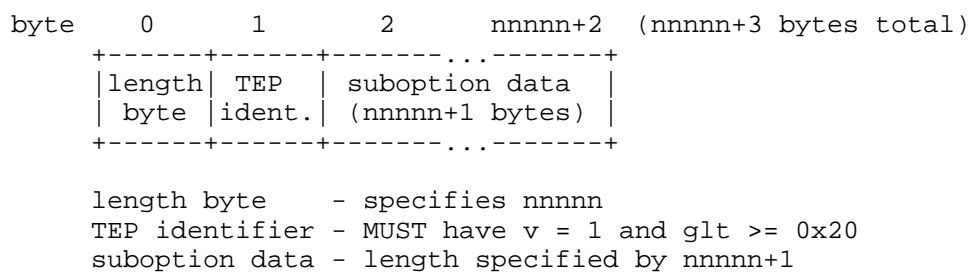 byte    0      1       2       nnnnn+2  (nnnnn+3 bytes total)
     +------+------+-------...-------+
     |length| TEP  | suboption data  |
     | byte |ident.| (nnnnn+1 bytes) |
     +------+------+-------...-------+
     length byte    - specifies nnnnn
     TEP identifier - MUST have v = 1 and glt >= 0x20
     suboption data - length specified by nnnnn+1